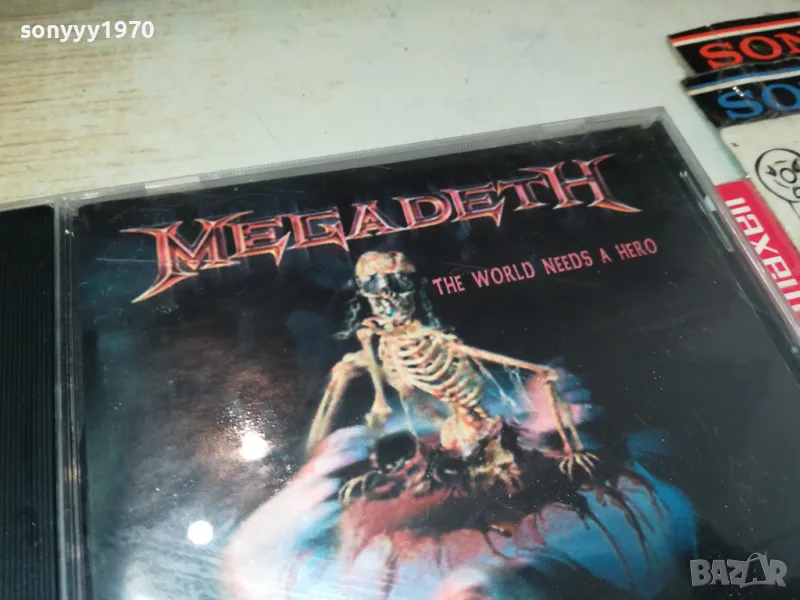 sonyyy1970
SON
SO
maxell
MEGADETH
THE WORLD NEEDS A HERO
BAZAR